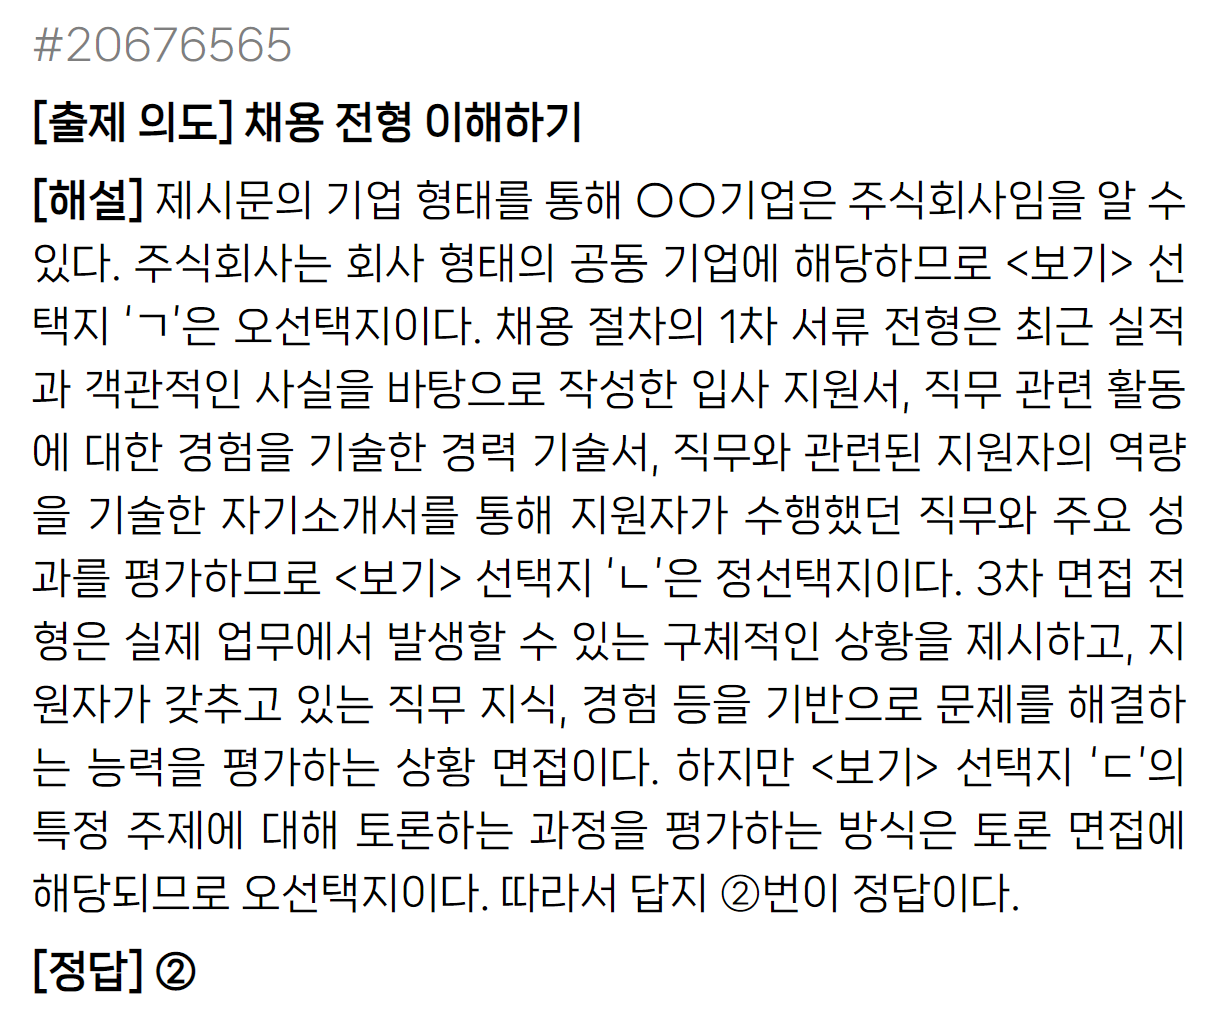 #20676565
[출제 의도] 채용 전형 이해하기
[해설] 제시문의 기업 형태를 통해 ○○기업은 주식회사임을 알 수
있다. 주식회사는 회사 형태의 공동 기업에 해당하므로 <보기> 선
택지 ‘ㄱ’은 오선택지이다. 채용 절차의 1차 서류 전형은 최근 실적
과 객관적인 사실을 바탕으로 작성한 입사 지원서, 직무 관련 활동
에 대한 경험을 기술한 경력 기술서, 직무와 관련된 지원자의 역량
을 기술한 자기소개서를 통해 지원자가 수행했던 직무와 주요 성
과를 평가하므로 <보기> 선택지 ‘ㄴ’은 정선택지이다. 3차 면접 전
형은 실제 업무에서 발생할 수 있는 구체적인 상황을 제시하고, 지
원자가 갖추고 있는 직무 지식, 경험 등을 기반으로 문제를 해결하
는 능력을 평가하는 상황 면접이다. 하지만 <보기> 선택지 ‘ㄷ’의
특정 주제에 대해 토론하는 과정을 평가하는 방식은 토론 면접에
해당되므로 오선택지이다. 따라서 답지 ②번이 정답이다.
[정답] ②